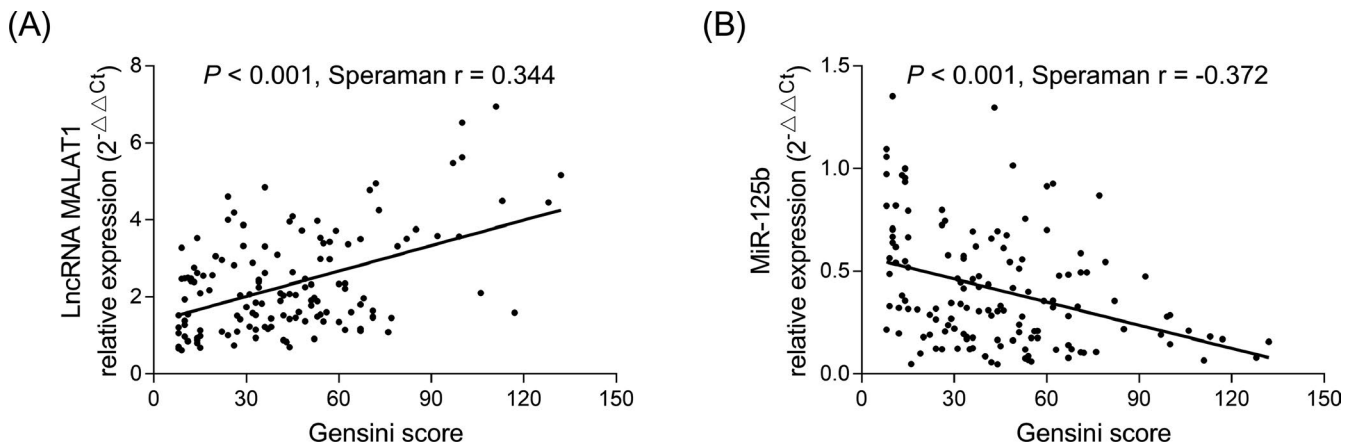 (A)
P < 0.001, Speraman r = 0.344
LncRNA MALAT1
relative expression (2^-△△Ct)
8
6
4
2
0
0 30 60 90 120 150
Gensini score
(B)
P < 0.001, Speraman r = -0.372
MiR-125b
relative expression (2^-△△Ct)
1.5
1.0
0.5
0.0
0 30 60 90 120 150
Gensini score